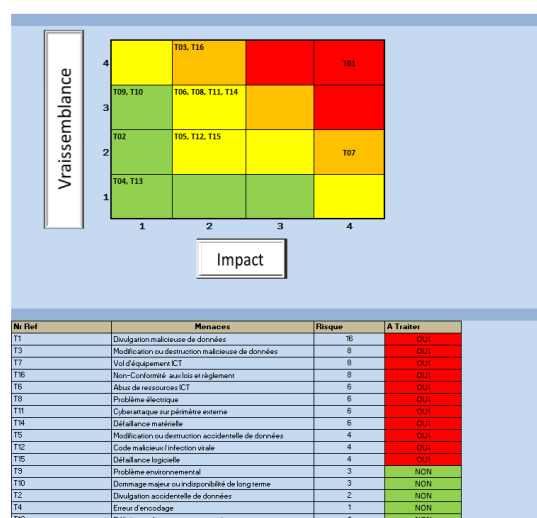 Vraissemblance
4 T03, T16 T01
3 T09, T10 T06, T08, T11, T14
2 T02 T05, T12, T15 T07
1 T04, T13
1 2 3 4
Impact
Nr Ref Menaces Risque A Traiter
T1 Divulgation malicieuse de données 16 OUI
T3 Modification ou destruction malicieuse de données 8 OUI
T7 Vol d'équipement ICT 8 OUI
T16 Non-Conformité aux lois et règlement 8 OUI
T6 Abus de ressources ICT 6 OUI
T8 Problème électrique 6 OUI
T11 Cyberattaque sur périmètre externe 6 OUI
T14 Défaillance matérielle 6 OUI
T5 Modification ou destruction accidentelle de données 4 OUI
T12 Code malicieux / infection virale 4 OUI
T15 Défaillance logicielle 4 OUI
T9 Problème environnemental 3 NON
T10 Dommage majeur ou indisponibilité de long terme 3 NON
T2 Divulgation accidentelle de données 2 NON
T4 Erreur d'encodage 1 NON